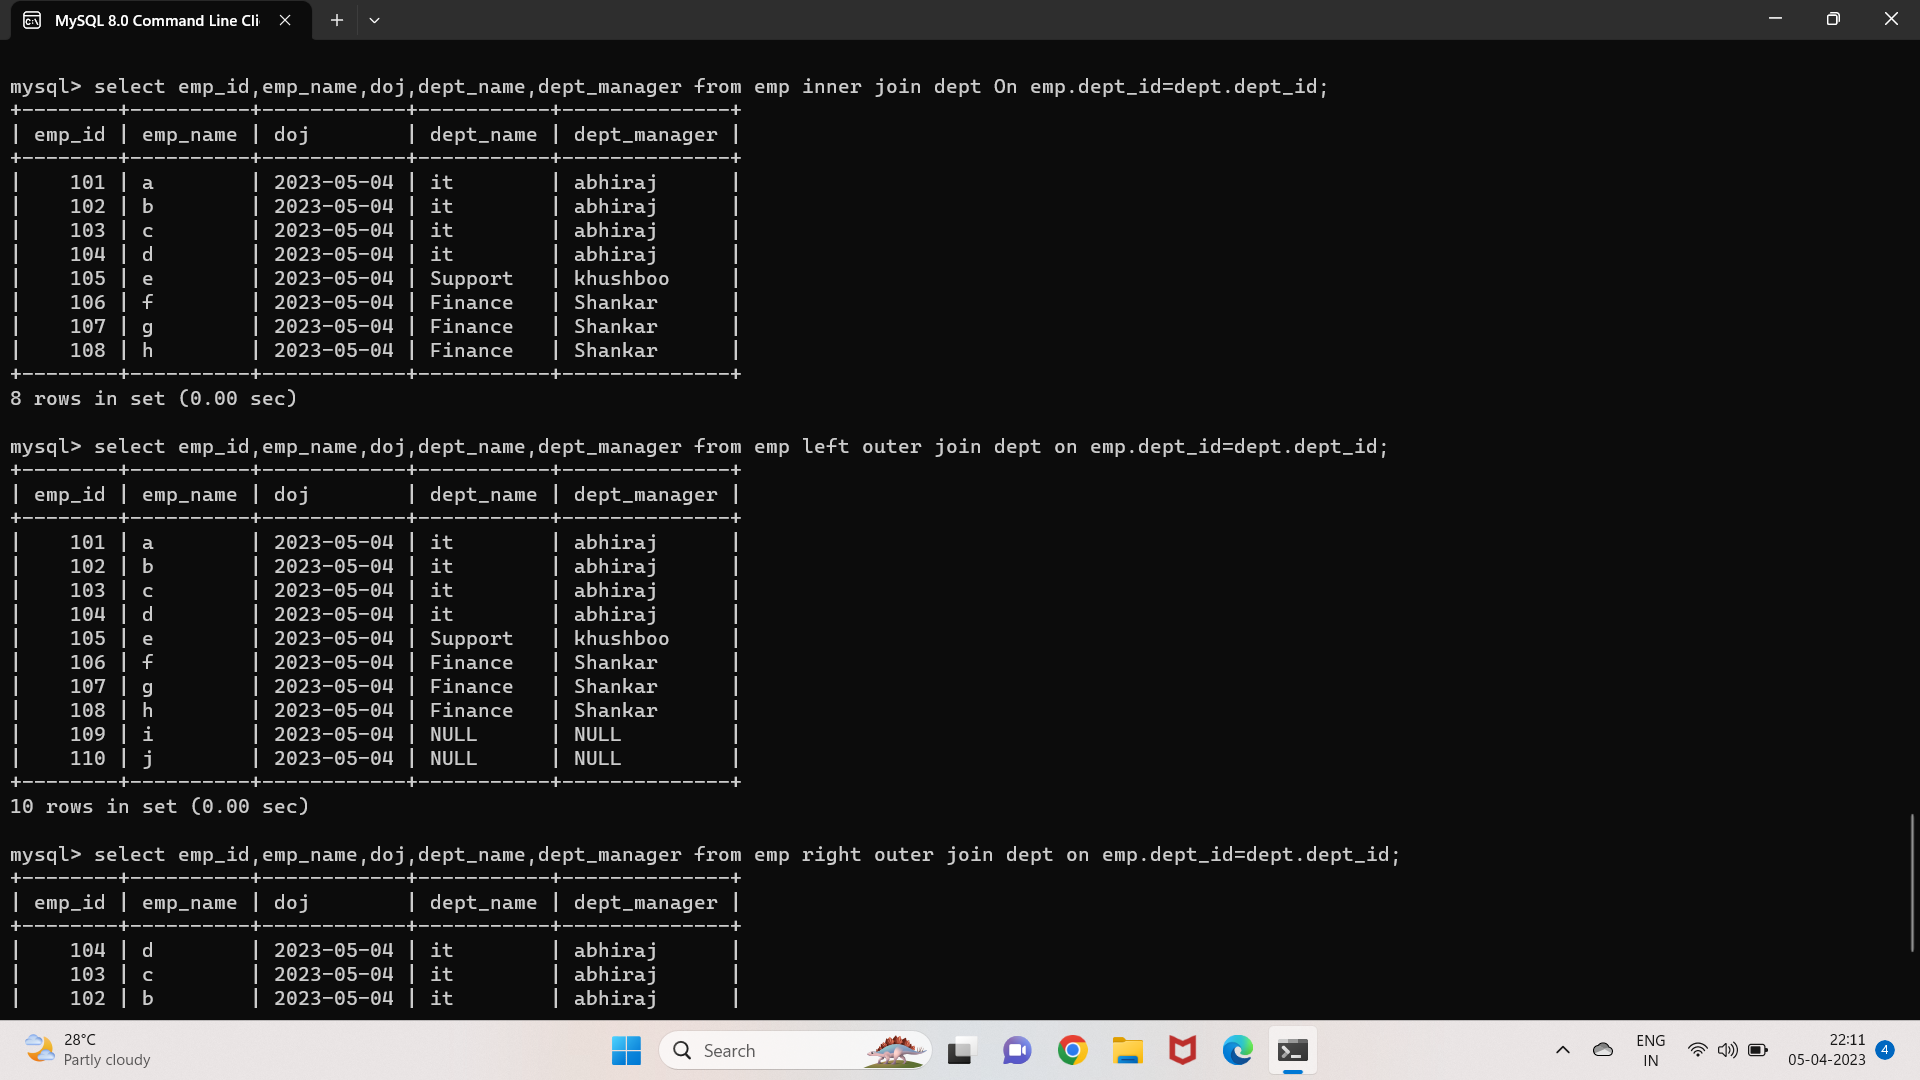 MySQL 8.0 Command Line Cli
mysql> select emp_id,emp_name,doj,dept_name,dept_manager from emp inner join dept On emp.dept_id=dept.dept_id;
+--------+----------+------------+-----------+--------------+
| emp_id | emp_name | doj        | dept_name | dept_manager |
+--------+----------+------------+-----------+--------------+
|    101 | a        | 2023-05-04 | it        | abhiraj      |
|    102 | b        | 2023-05-04 | it        | abhiraj      |
|    103 | c        | 2023-05-04 | it        | abhiraj      |
|    104 | d        | 2023-05-04 | it        | abhiraj      |
|    105 | e        | 2023-05-04 | Support   | khushboo     |
|    106 | f        | 2023-05-04 | Finance   | Shankar      |
|    107 | g        | 2023-05-04 | Finance   | Shankar      |
|    108 | h        | 2023-05-04 | Finance   | Shankar      |
+--------+----------+------------+-----------+--------------+
8 rows in set (0.00 sec)
mysql> select emp_id,emp_name,doj,dept_name,dept_manager from emp left outer join dept on emp.dept_id=dept.dept_id;
+--------+----------+------------+-----------+--------------+
| emp_id | emp_name | doj        | dept_name | dept_manager |
+--------+----------+------------+-----------+--------------+
|    101 | a        | 2023-05-04 | it        | abhiraj      |
|    102 | b        | 2023-05-04 | it        | abhiraj      |
|    103 | c        | 2023-05-04 | it        | abhiraj      |
|    104 | d        | 2023-05-04 | it        | abhiraj      |
|    105 | e        | 2023-05-04 | Support   | khushboo     |
|    106 | f        | 2023-05-04 | Finance   | Shankar      |
|    107 | g        | 2023-05-04 | Finance   | Shankar      |
|    108 | h        | 2023-05-04 | Finance   | Shankar      |
|    109 | i        | 2023-05-04 | NULL      | NULL         |
|    110 | j        | 2023-05-04 | NULL      | NULL         |
+--------+----------+------------+-----------+--------------+
10 rows in set (0.00 sec)
mysql> select emp_id,emp_name,doj,dept_name,dept_manager from emp right outer join dept on emp.dept_id=dept.dept_id;
+--------+----------+------------+-----------+--------------+
| emp_id | emp_name | doj        | dept_name | dept_manager |
+--------+----------+------------+-----------+--------------+
|    104 | d        | 2023-05-04 | it        | abhiraj      |
|    103 | c        | 2023-05-04 | it        | abhiraj      |
|    102 | b        | 2023-05-04 | it        | abhiraj      |
28°C
Partly cloudy
Search
ENG
IN
22:11
05-04-2023
4